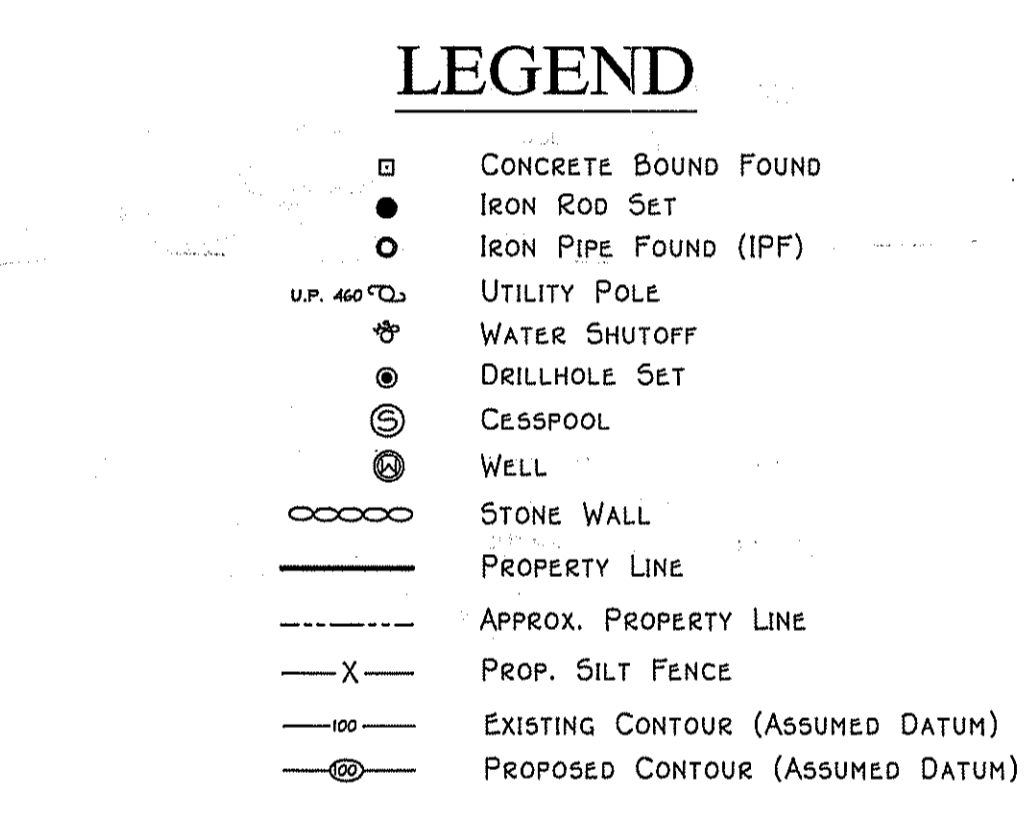 LEGEND
CONCRETE BOUND FOUND
IRON ROD SET
IRON PIPE FOUND (IPF)
U.P. 460 UTILITY POLE
WATER SHUTOFF
DRILLHOLE SET
S CESSPOOL
W WELL
STONE WALL
PROPERTY LINE
APPROX. PROPERTY LINE
X PROP. SILT FENCE
100 EXISTING CONTOUR (ASSUMED DATUM)
100 PROPOSED CONTOUR (ASSUMED DATUM)